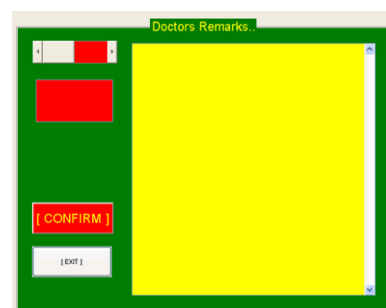 Doctors Remarks..
[ CONFIRM ]
[ EXIT ]